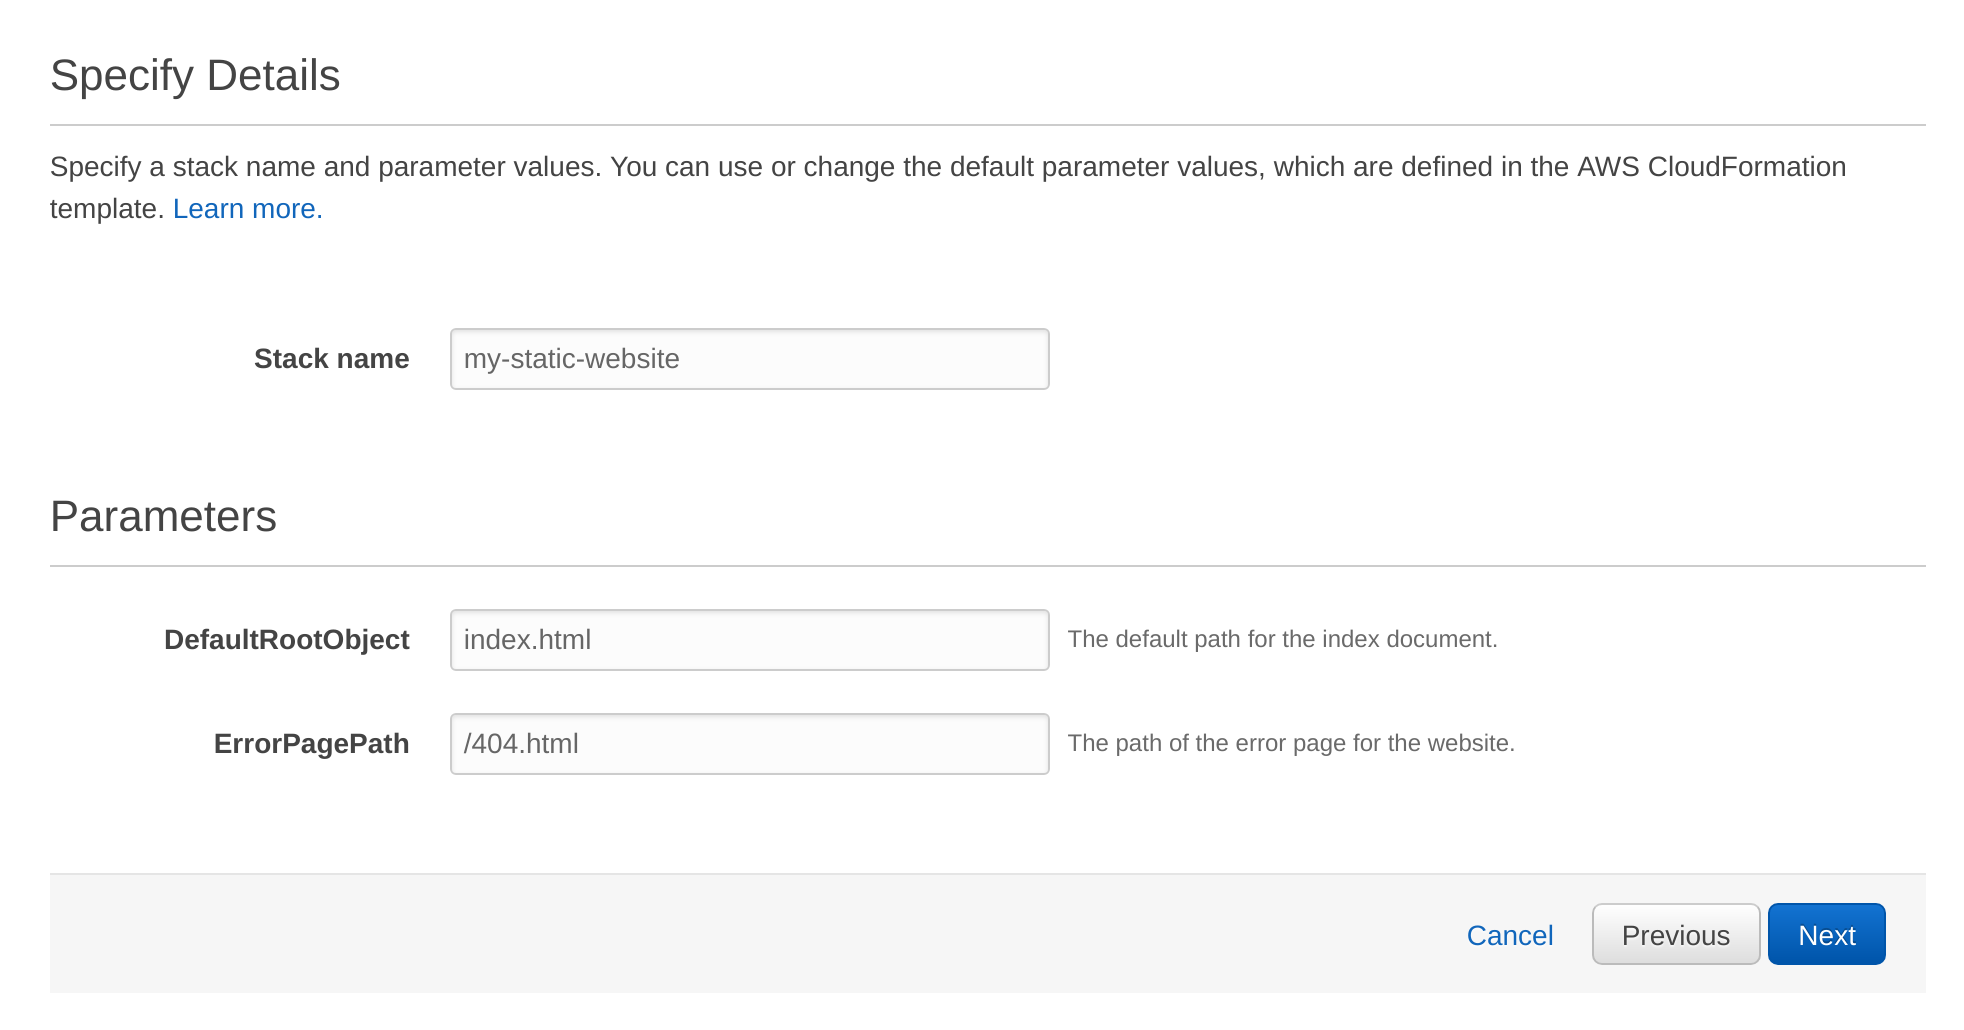 Specify Details
Specify a stack name and parameter values. You can use or change the default parameter values, which are defined in the AWS CloudFormation
template. Learn more.
Stack name
my-static-website
Parameters
DefaultRootObject
index.html
The default path for the index document.
ErrorPagePath
/404.html
The path of the error page for the website.
Cancel
Previous
Next